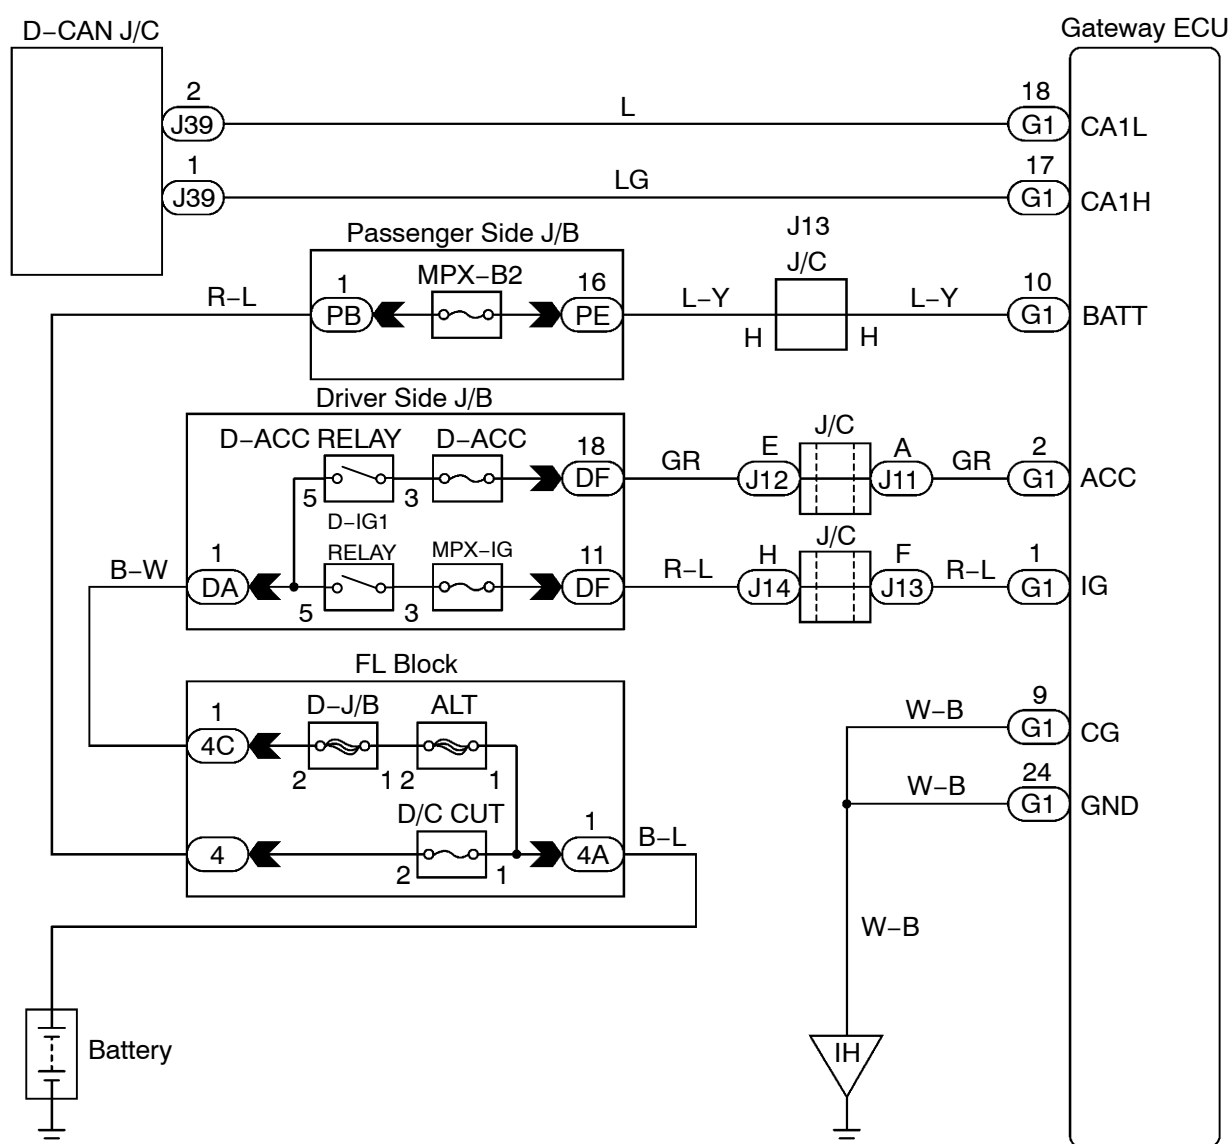 D−CAN J/C
Gateway ECU
2
J39
L
18
G1
CA1L
1
J39
LG
17
G1
CA1H
Passenger Side J/B
J13
J/C
R−L
1
PB
MPX−B2
16
PE
L−Y
H
H
L−Y
10
G1
BATT
Driver Side J/B
D−ACC RELAY
5
3
D−ACC
18
DF
GR
E
J12
J/C
A
J11
GR
2
G1
ACC
B−W
1
DA
D−IG1
RELAY
5
3
MPX−IG
11
DF
R−L
H
J14
J/C
F
J13
R−L
1
G1
IG
FL Block
1
4C
D−J/B
2
1
ALT
2
1
W−B
9
G1
CG
W−B
24
G1
GND
4
D/C CUT
2
1
1
4A
B−L
W−B
Battery
IH